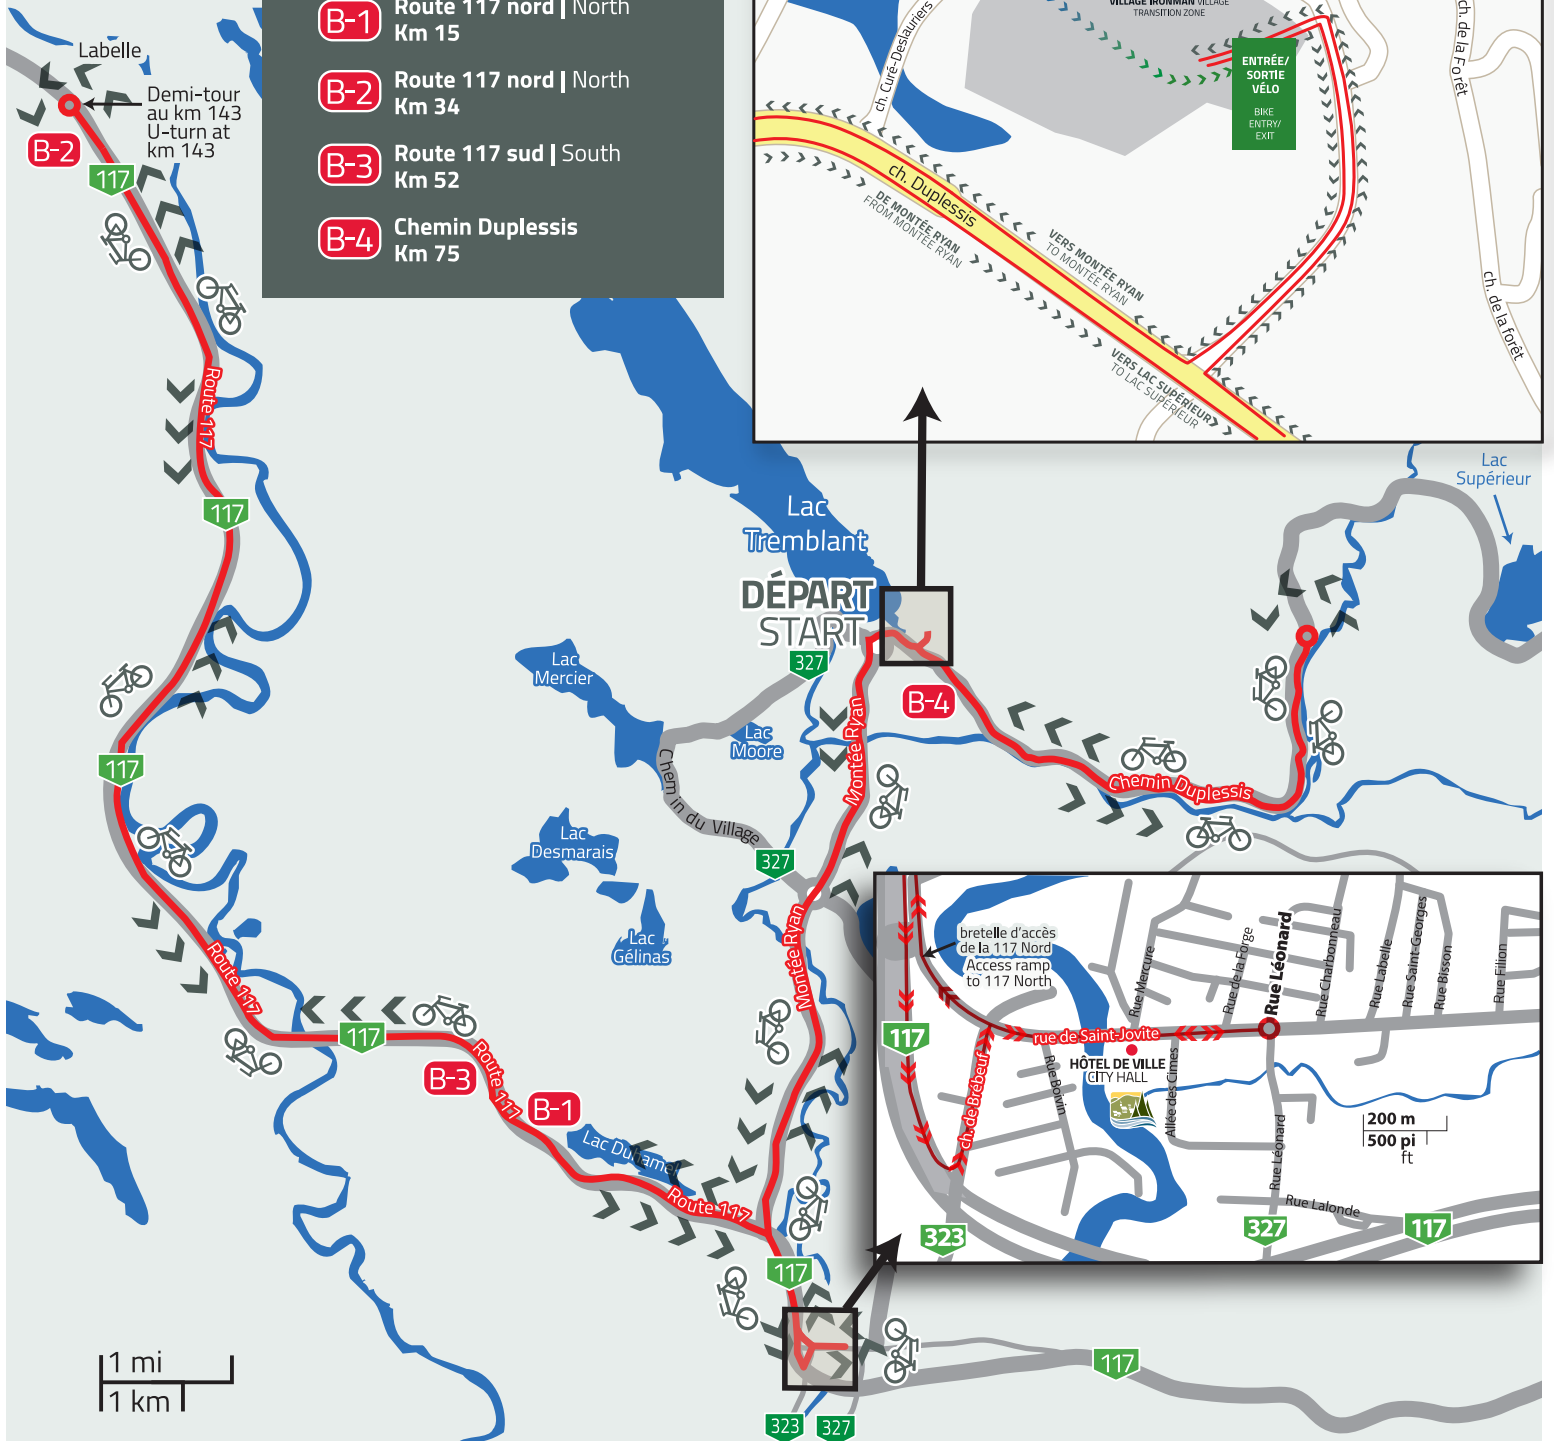 B-1
Route 117 nord | North
Km 15
B-2
Route 117 nord | North
Km 34
B-3
Route 117 sud | South
Km 52
B-4
Chemin Duplessis
Km 75
Labelle
Demi-tour
au km 143
U-turn at
km 143
B-2
117
Route 117
117
117
Route 117
117
B-3
Route 117
B-1
Lac Duhamel
Route 117
117
323
327
117
1 mi
1 km
VILLAGE IRONMAN VILLAGE
TRANSITION ZONE
ENTRÉE/
SORTIE
VÉLO
BIKE
ENTRY/
EXIT
ch. Curé-Deslauriers
ch. de la Forêt
ch. de la forêt
ch. Duplessis
DE MONTÉE RYAN
FROM MONTÉE RYAN
VERS MONTÉE RYAN
TO MONTÉE RYAN
VERS LAC SUPÉRIEUR
TO LAC SUPÉRIEUR
Lac
Supérieur
Lac
Tremblant
DÉPART
START
327
Lac
Mercier
Lac
Moore
Chemin du Village
327
Lac
Desmarais
Lac
Gélinas
Montée Ryan
Montée Ryan
B-4
Chemin Duplessis
bretelle d'accès
de la 117 Nord
Access ramp
to 117 North
117
ch. de Brébeuf
rue de Saint-Jovite
HÔTEL DE VILLE
CITY HALL
Rue Boivin
Rue Mercure
Rue de la Forge
Rue Léonard
Rue Charbonneau
Rue Labelle
Rue Saint-Georges
Rue Bisson
Rue Filion
Allée des Cimes
Rue Léonard
Rue Lalonde
200 m
500 pi
ft
323
327
117